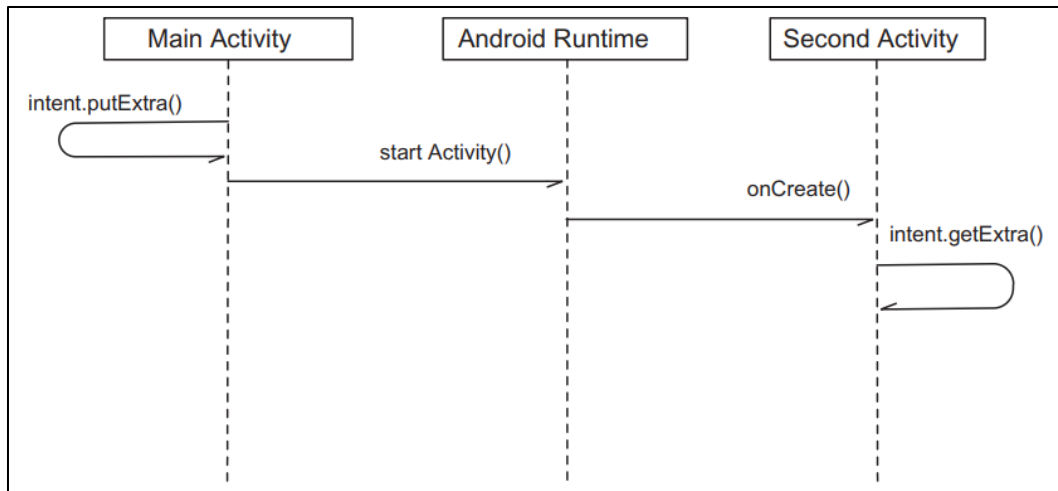 Main Activity
Android Runtime
Second Activity
intent.putExtra()
start Activity()
onCreate()
intent.getExtra()